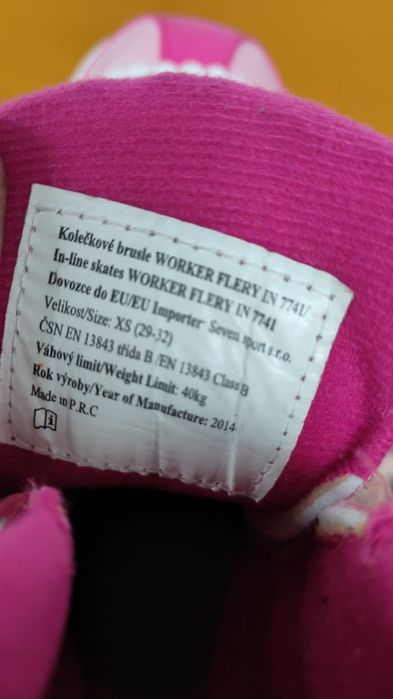 Kolečkové brusle WORKER FLERY IN 7741/
In-line skates WORKER FLERY IN 7741
Dovozce do EU/EU Importer Seven sport s.r.o.
Velikost/Size: XS (29-32)
ČSN EN 13843 třída B /EN 13843 Class B
Váhový limit/Weight Limit: 40kg
Rok výroby/Year of Manufacture: 2014
Made in P.R.C